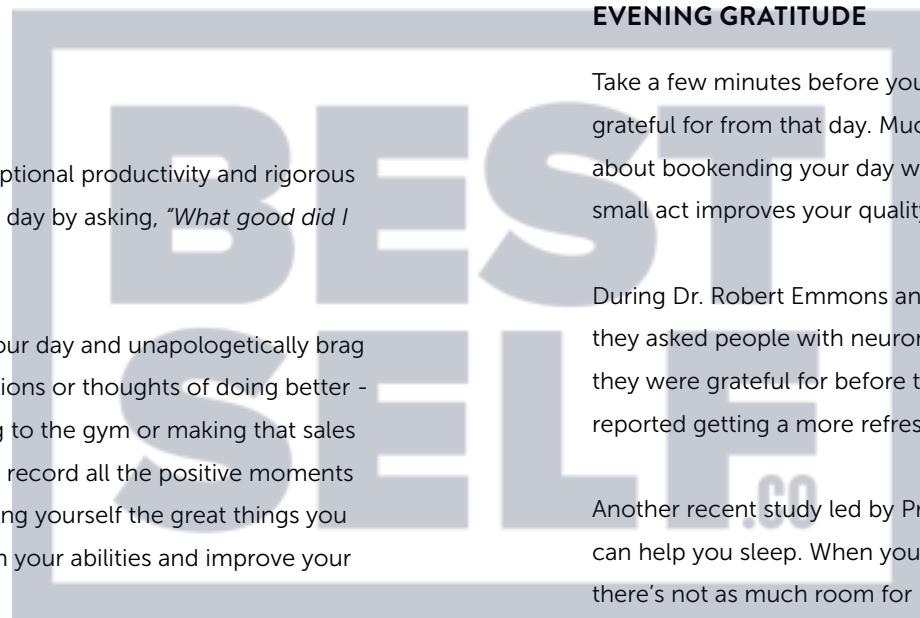 ptional productivity and rigorous
day by asking, “What good did I
our day and unapologetically brag
ions or thoughts of doing better -
g to the gym or making that sales
record all the positive moments
ng yourself the great things you
n your abilities and improve your
EVENING GRATITUDE
Take a few minutes before you
grateful for from that day. Muc
about bookending your day w
small act improves your quality
During Dr. Robert Emmons an
they asked people with neuron
they were grateful for before t
reported getting a more refres
Another recent study led by Pr
can help you sleep. When you
there’s not as much room for
BEST
SELF
.CO